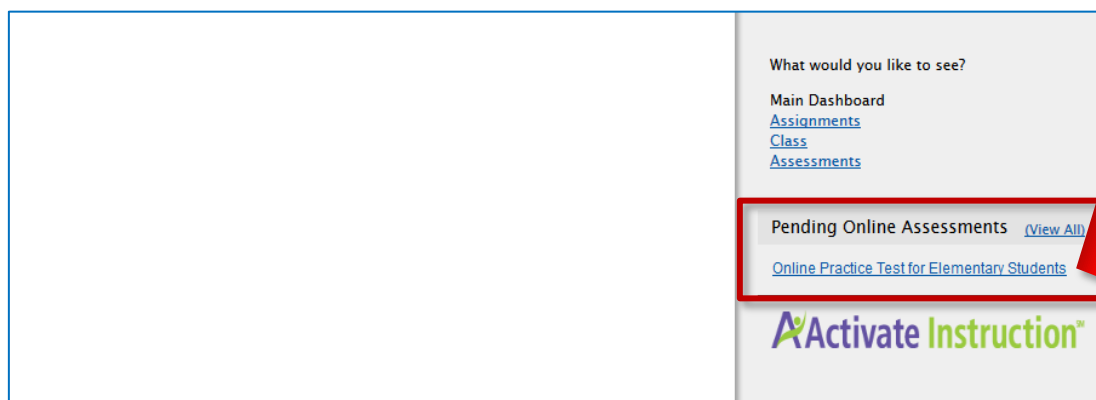 What would you like to see?
Main Dashboard
Assignments
Class
Assessments
Pending Online Assessments (View All)
Online Practice Test for Elementary Students
Activate Instruction℠